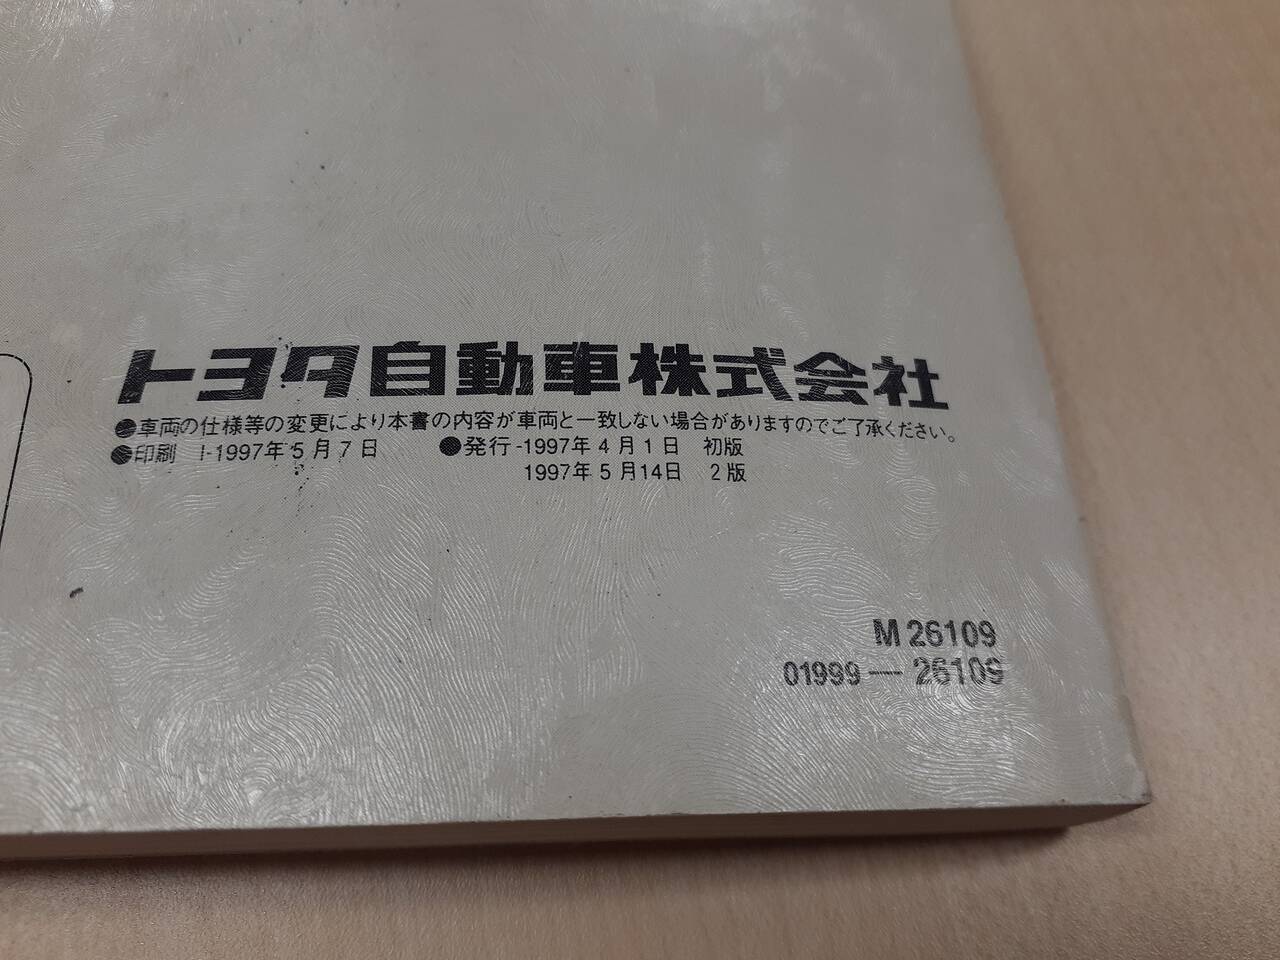 トヨタ自動車株式会社
●車両の仕様等の変更により本書の内容が車両と一致しない場合がありますのでご了承ください。
●印刷 I-1997年5月7日 ●発行-1997年4月1日 初版
1997年5月14日 2版
M 26109
01999—26109